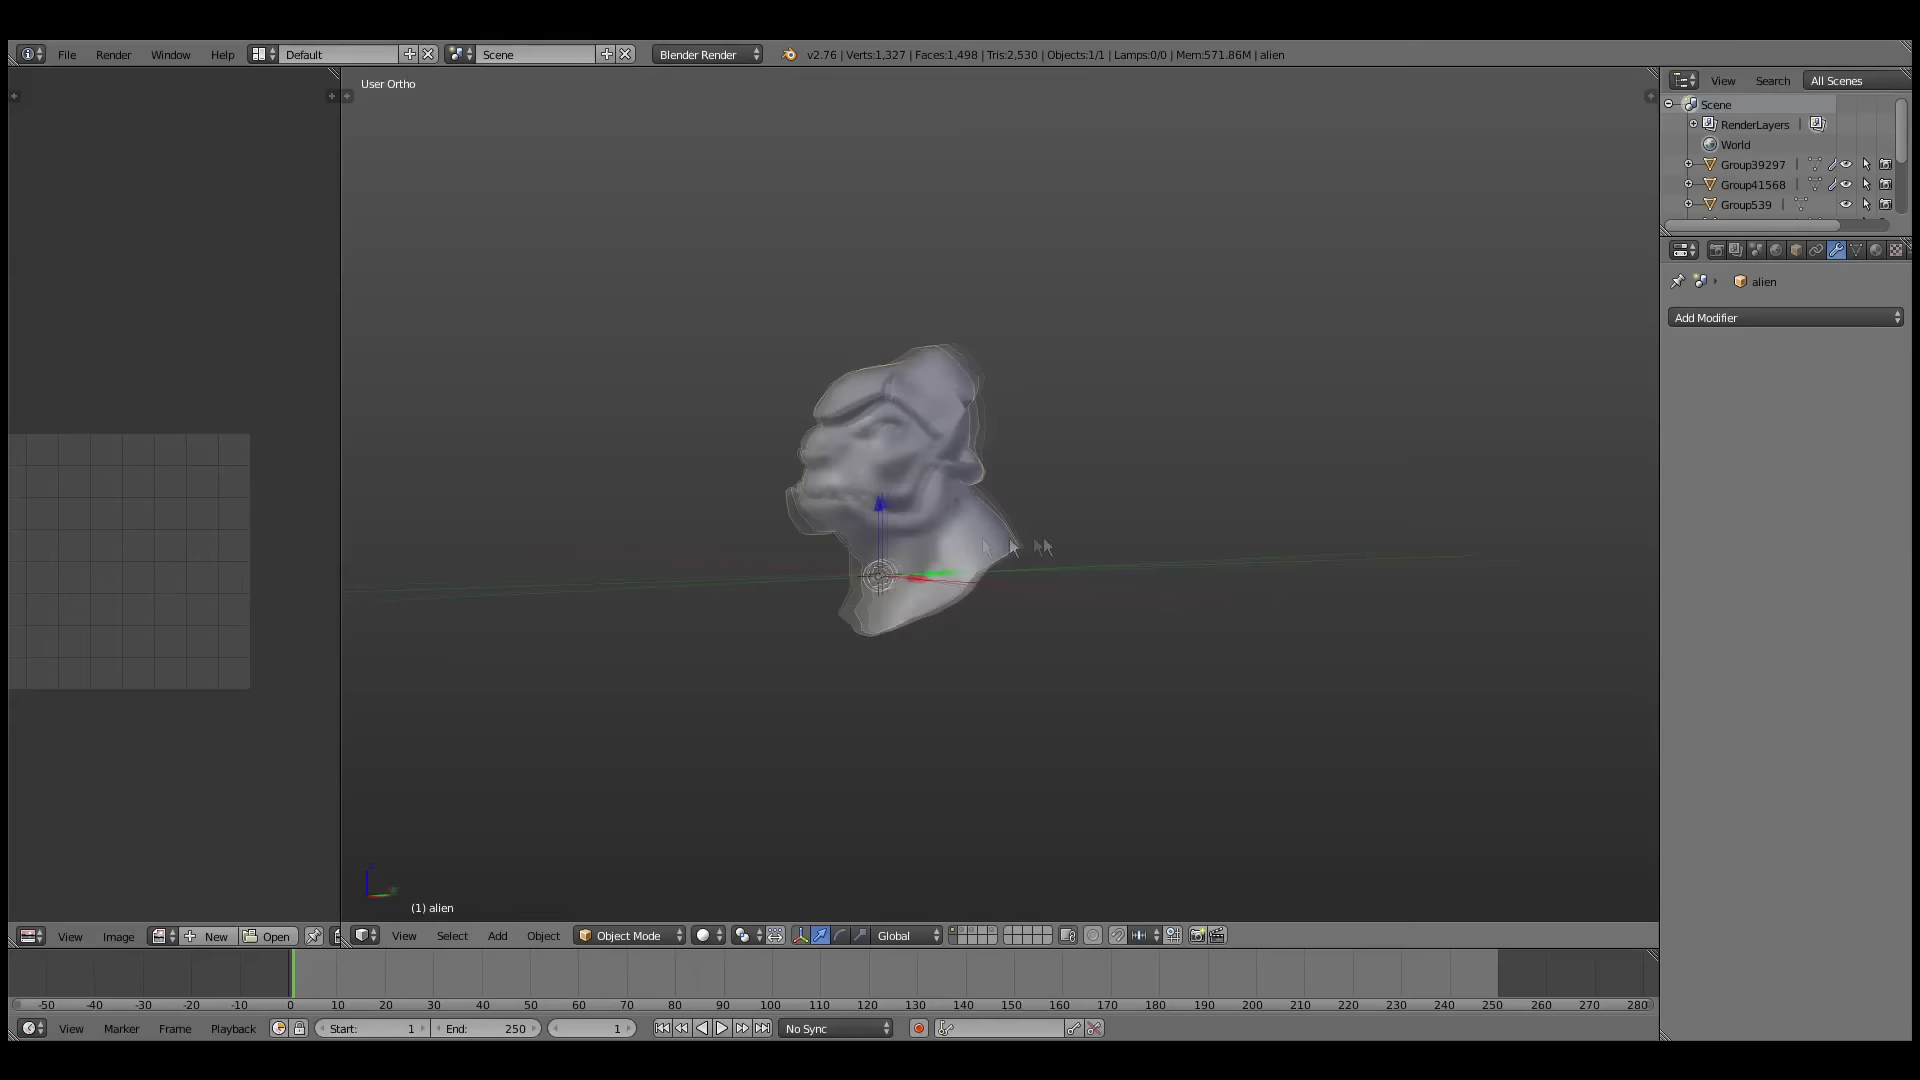 File Render Window Help Default Scene Blender Render v2.76 | Verts:1,327 | Faces:1,498 | Tris:2,530 | Objects:1/1 | Lamps:0/0 | Mem:571.86M | alien
User Ortho
View Search All Scenes
Scene
RenderLayers
World
Group39297
Group41568
Group539
alien
Add Modifier
(1) alien
View Image New Open
View Select Add Object Object Mode Global
-50 -40 -30 -20 -10 0 10 20 30 40 50 60 70 80 90 100 110 120 130 140 150 160 170 180 190 200 210 220 230 240 250 260 270 280
View Marker Frame Playback Start: 1 End: 250 1 No Sync